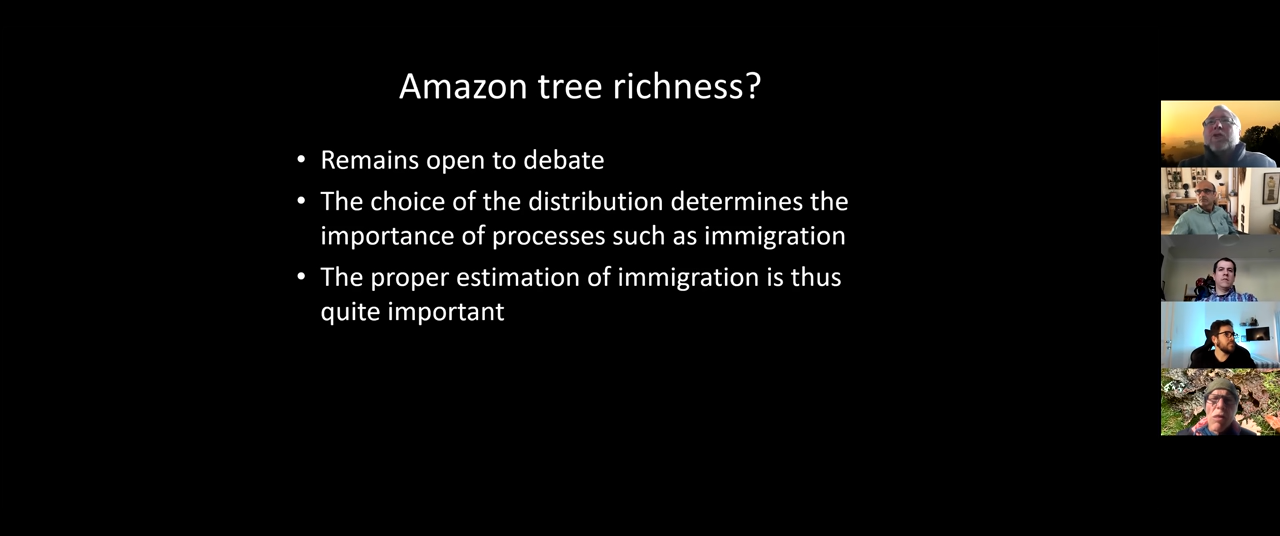 Amazon tree richness?
• Remains open to debate
• The choice of the distribution determines the
importance of processes such as immigration
• The proper estimation of immigration is thus
quite important